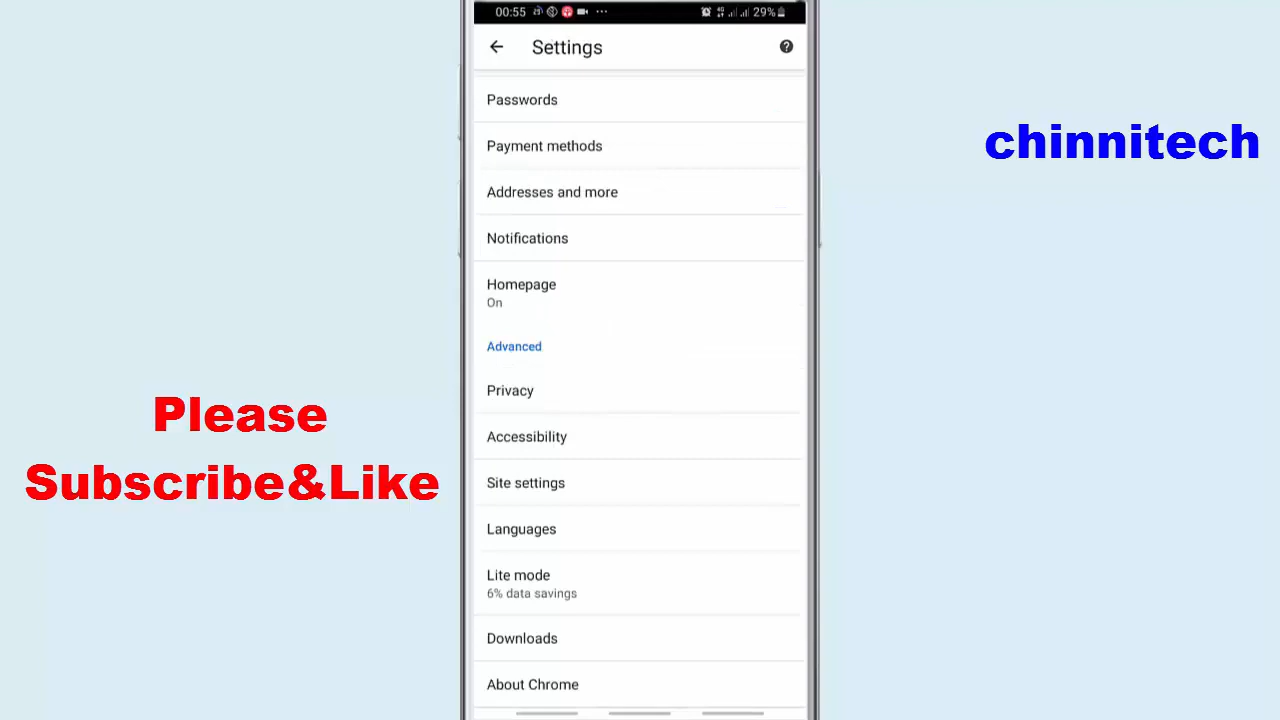 00:55 29%
Settings
Passwords
Payment methods
Addresses and more
Notifications
Homepage
On
Advanced
Privacy
Accessibility
Site settings
Languages
Lite mode
6% data savings
Downloads
About Chrome
chinnitech
Please
Subscribe&Like